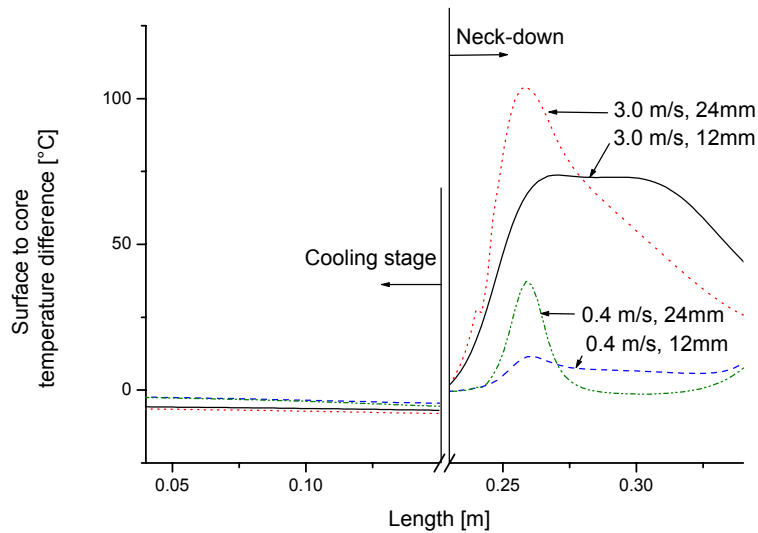 Neck-down
100
3.0 m/s, 24mm
3.0 m/s, 12mm
Surface to core
temperature difference [°C]
50
Cooling stage
0.4 m/s, 24mm
0.4 m/s, 12mm
0
0.05
0.10
0.25
0.30
Length [m]